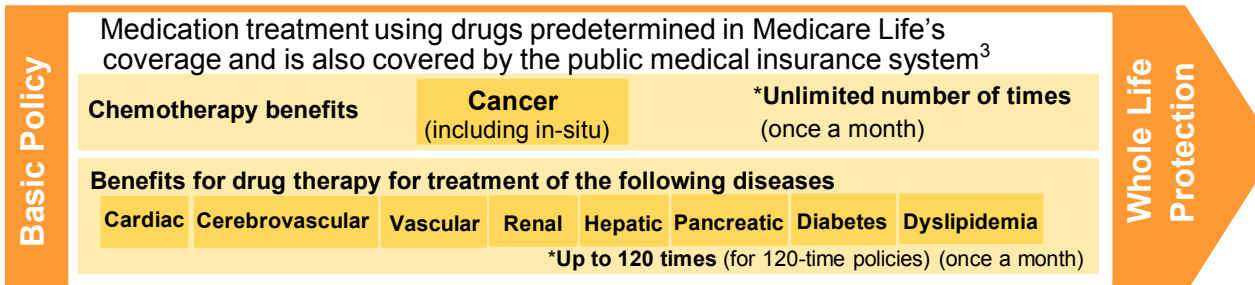 Basic Policy
Medication treatment using drugs predetermined in Medicare Life's
coverage and is also covered by the public medical insurance system3
Chemotherapy benefits
Cancer
(including in-situ)
*Unlimited number of times
(once a month)
Benefits for drug therapy for treatment of the following diseases
Cardiac Cerebrovascular Vascular Renal Hepatic Pancreatic Diabetes Dyslipidemia
*Up to 120 times (for 120-time policies) (once a month)
Whole Life
Protection